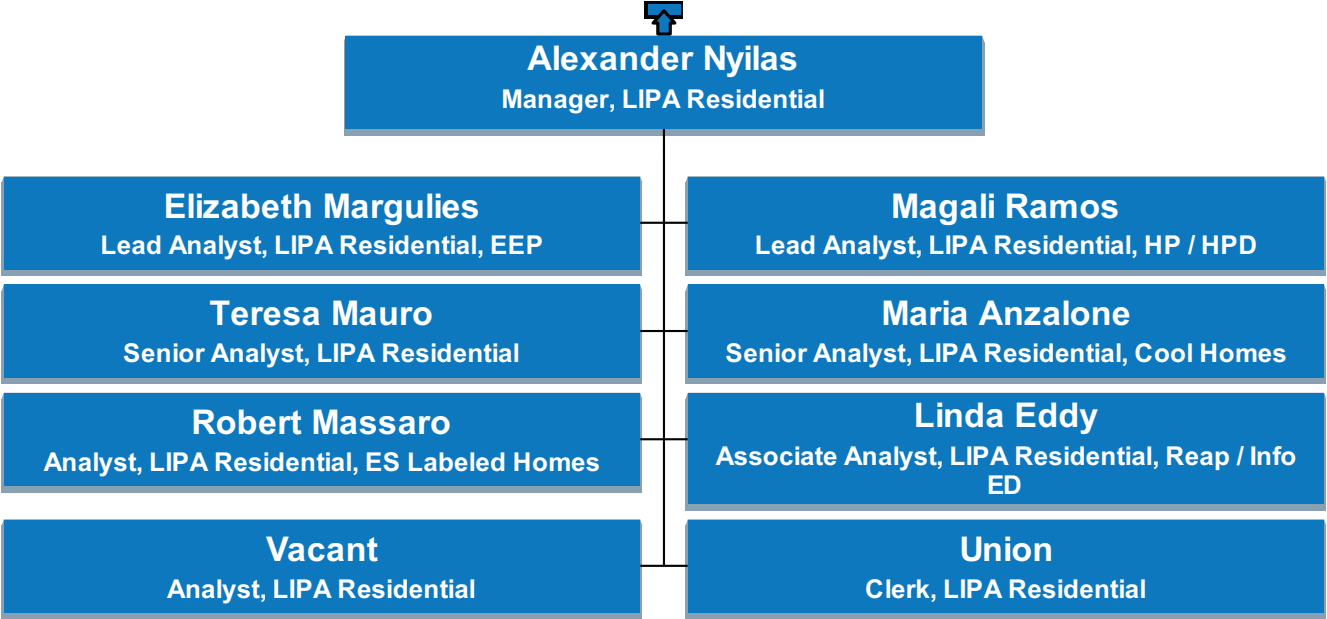 Alexander Nyilas
Manager, LIPA Residential
Elizabeth Margulies
Lead Analyst, LIPA Residential, EEP
Magali Ramos
Lead Analyst, LIPA Residential, HP / HPD
Teresa Mauro
Senior Analyst, LIPA Residential
Maria Anzalone
Senior Analyst, LIPA Residential, Cool Homes
Robert Massaro
Analyst, LIPA Residential, ES Labeled Homes
Linda Eddy
Associate Analyst, LIPA Residential, Reap / Info
ED
Vacant
Analyst, LIPA Residential
Union
Clerk, LIPA Residential